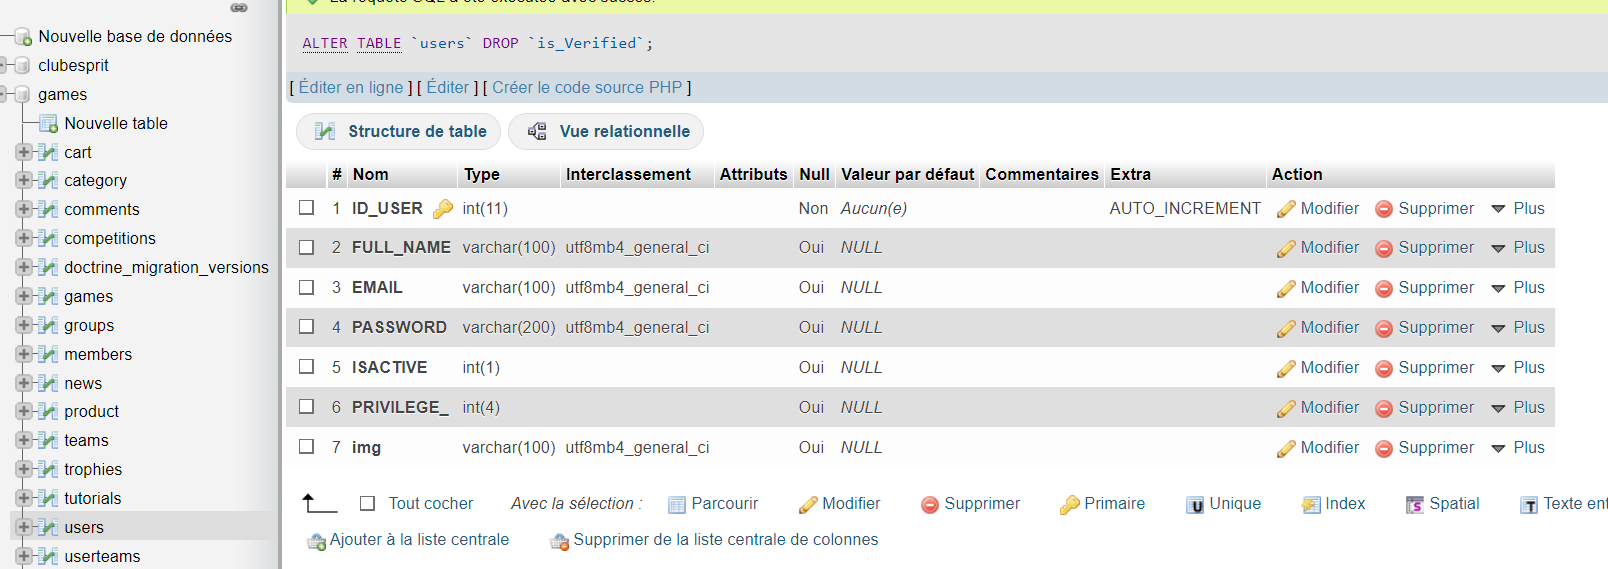 La requête SQL a été exécutée avec succès.
Nouvelle base de données
clubesprit
games
Nouvelle table
cart
category
comments
competitions
doctrine_migration_versions
games
groups
members
news
product
teams
trophies
tutorials
users
userteams
ALTER TABLE `users` DROP `is_Verified`;
[ Éditer en ligne ] [ Éditer ] [ Créer le code source PHP ]
Structure de table Vue relationnelle
# Nom Type Interclassement Attributs Null Valeur par défaut Commentaires Extra Action
1 ID_USER int(11) Non Aucun(e) AUTO_INCREMENT Modifier Supprimer Plus
2 FULL_NAME varchar(100) utf8mb4_general_ci Oui NULL Modifier Supprimer Plus
3 EMAIL varchar(100) utf8mb4_general_ci Oui NULL Modifier Supprimer Plus
4 PASSWORD varchar(200) utf8mb4_general_ci Oui NULL Modifier Supprimer Plus
5 ISACTIVE int(1) Oui NULL Modifier Supprimer Plus
6 PRIVILEGE_ int(4) Oui NULL Modifier Supprimer Plus
7 img varchar(100) utf8mb4_general_ci Oui NULL Modifier Supprimer Plus
Tout cocher Avec la sélection : Parcourir Modifier Supprimer Primaire Unique Index Spatial Texte ent
Ajouter à la liste centrale Supprimer de la liste centrale de colonnes